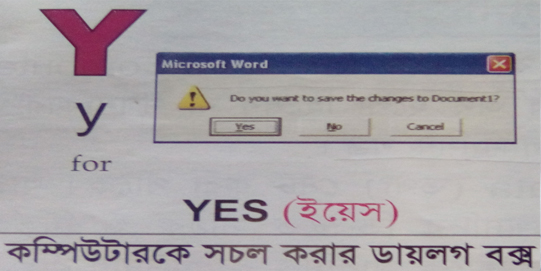 Y
Microsoft Word
Do you want to save the changes to Document1?
Yes No Cancel
y
for
YES (ইয়েস)
কম্পিউটারকে সচল করার ডায়লগ বক্স